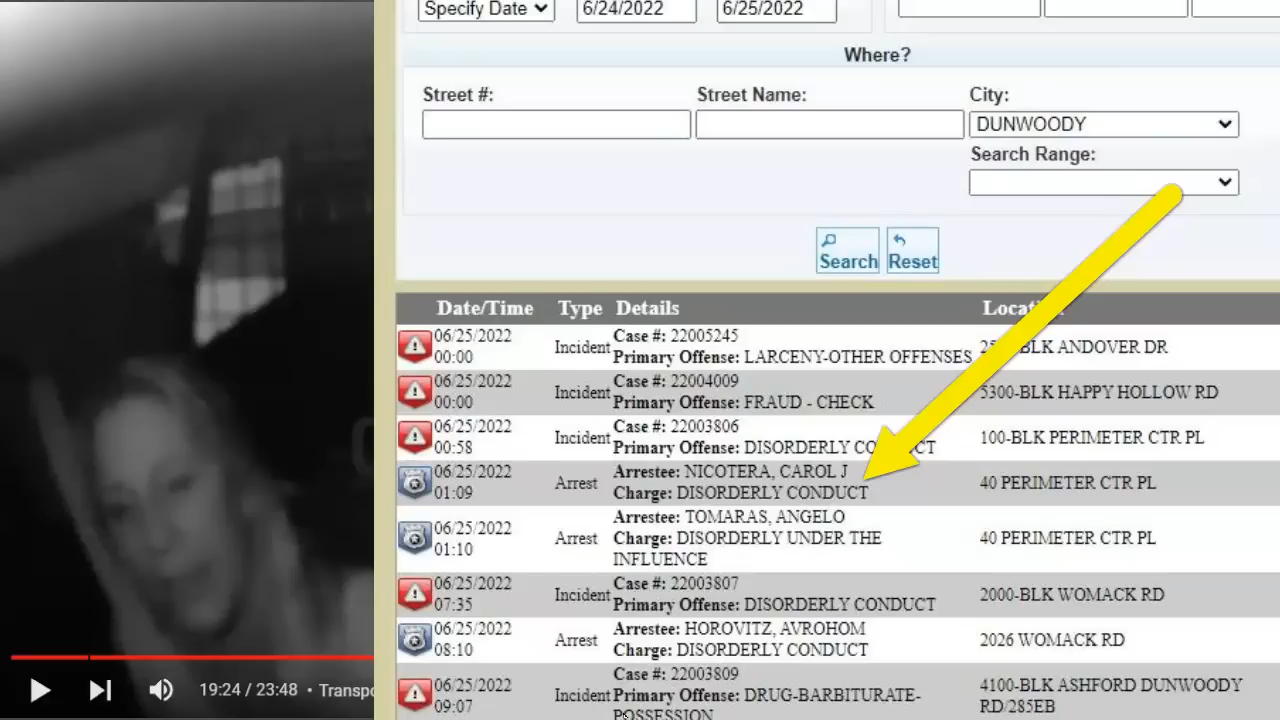 Specify Date 6/24/2022 6/25/2022
Where?
Street #: Street Name: City:
DUNWOODY
Search Range:
Search Reset
Date/Time Type Details
06/25/2022 00:00 Incident Case #: 22005245
Primary Offense: LARCENY-OTHER OFFENSES ANDOVER DR
06/25/2022 00:00 Incident Case #: 22004009
Primary Offense: FRAUD - CHECK 5300-BLK HAPPY HOLLOW RD
06/25/2022 00:58 Incident Case #: 22003806
Primary Offense: DISORDERLY 100-BLK PERIMETER CTR PL
06/25/2022 01:09 Arrest Arrestee: NICOTERA, CAROL J
Charge: DISORDERLY CONDUCT 40 PERIMETER CTR PL
06/25/2022 01:10 Arrest Arrestee: TOMARAS, ANGELO
Charge: DISORDERLY UNDER THE
INFLUENCE 40 PERIMETER CTR PL
06/25/2022 07:35 Incident Case #: 22003807
Primary Offense: DISORDERLY CONDUCT 2000-BLK WOMACK RD
06/25/2022 08:10 Arrest Arrestee: HOROVITZ, AVROHOM
Charge: DISORDERLY CONDUCT 2026 WOMACK RD
06/25/2022 09:07 Incident Case #: 22003809
Primary Offense: DRUG-BARBITURATE-
POSSESSION 4100-BLK ASHFORD DUNWOODY
RD/285EB
19:24 / 23:48 • Transpo